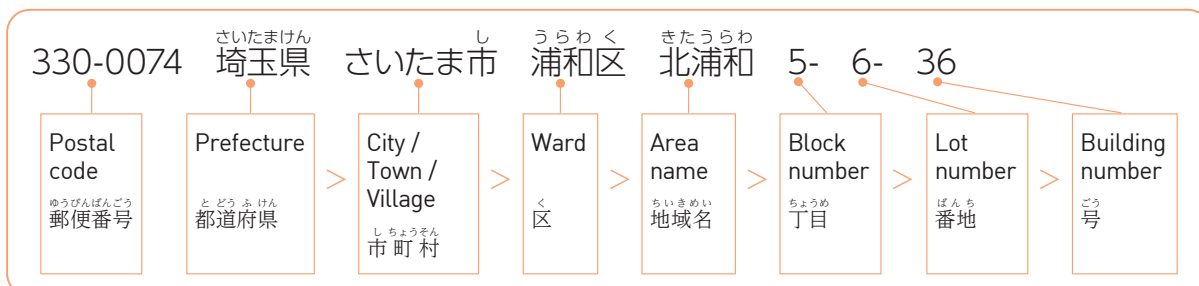 さいたまけん し うらわ く きたうらわ
330-0074 埼玉県 さいたま市 浦和区 北浦和 5- 6- 36
Postal code
ゆうびんばんごう
郵便番号
Prefecture
と どう ふ けん
都道府県
>
City /
Town /
Village
し ちょうそん
市町村
>
Ward
く
区
>
Area
name
ちいきめい
地域名
>
Block
number
ちょうめ
丁目
>
Lot
number
ばんち
番地
>
Building
number
ごう
号